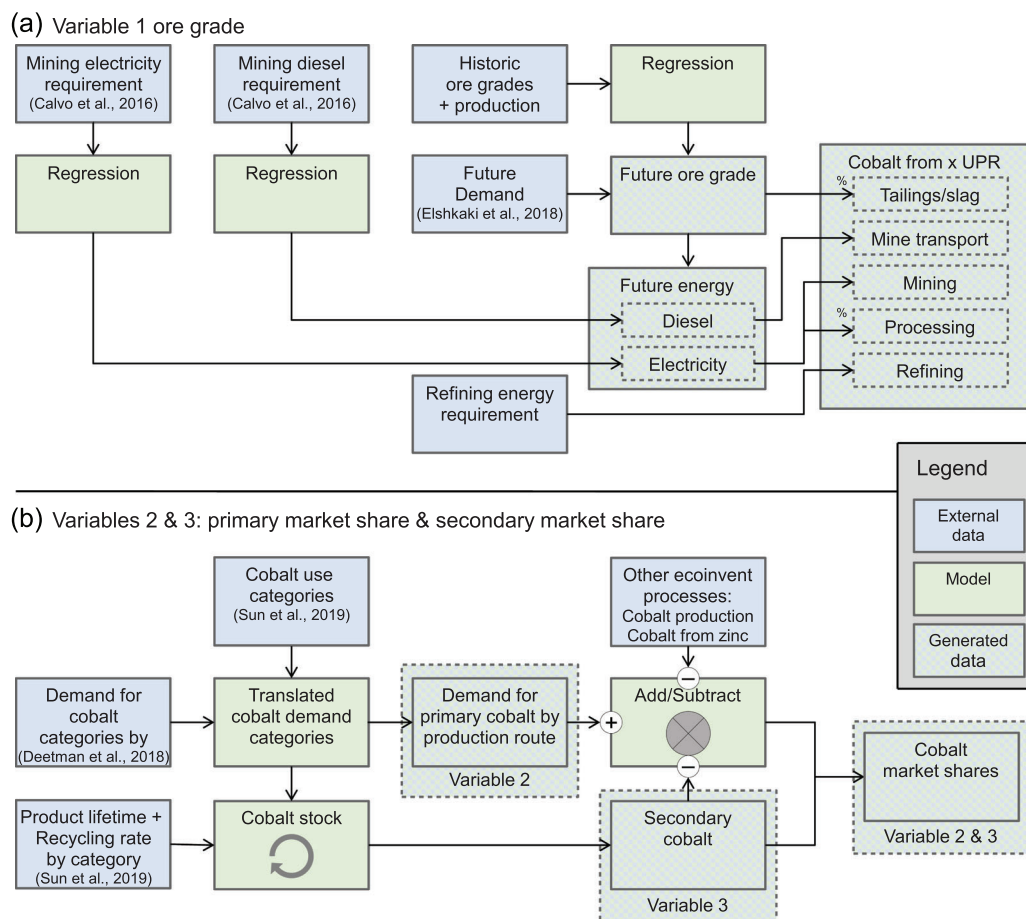 (a) Variable 1 ore grade
Mining electricity
requirement
(Calvo et al., 2016)
Mining diesel
requirement
(Calvo et al., 2016)
Historic
ore grades
+ production
Regression
Regression
Regression
Future
Demand
(Elshkaki et al., 2018)
Future ore grade
Cobalt from x UPR
%
Tailings/slag
Mine transport
Mining
%
Processing
Refining
Future energy
Diesel
Electricity
Refining energy
requirement
Legend
External
data
Model
Generated
data
(b) Variables 2 & 3: primary market share & secondary market share
Cobalt use
categories
(Sun et al., 2019)
Other ecoinvent
processes:
Cobalt production
Cobalt from zinc
Demand for
cobalt
categories by
(Deetman et al., 2018)
Translated
cobalt demand
categories
Demand for
primary cobalt by
production route
Variable 2
−
Add/Subtract
+
−
Cobalt
market shares
Variable 2 & 3
Product lifetime +
Recycling rate
by category
(Sun et al., 2019)
Cobalt stock
Secondary
cobalt
Variable 3